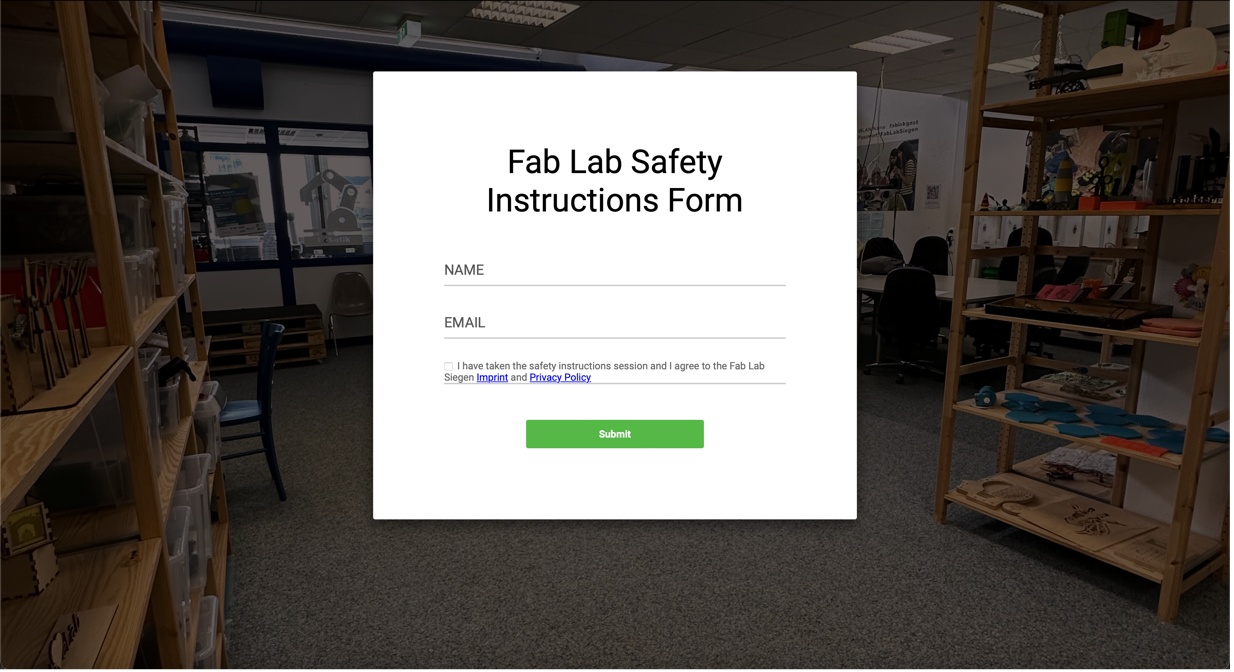 Fab Lab Safety
Instructions Form
NAME
EMAIL
I have taken the safety instructions session and I agree to the Fab Lab
Siegen Imprint and Privacy Policy
Submit